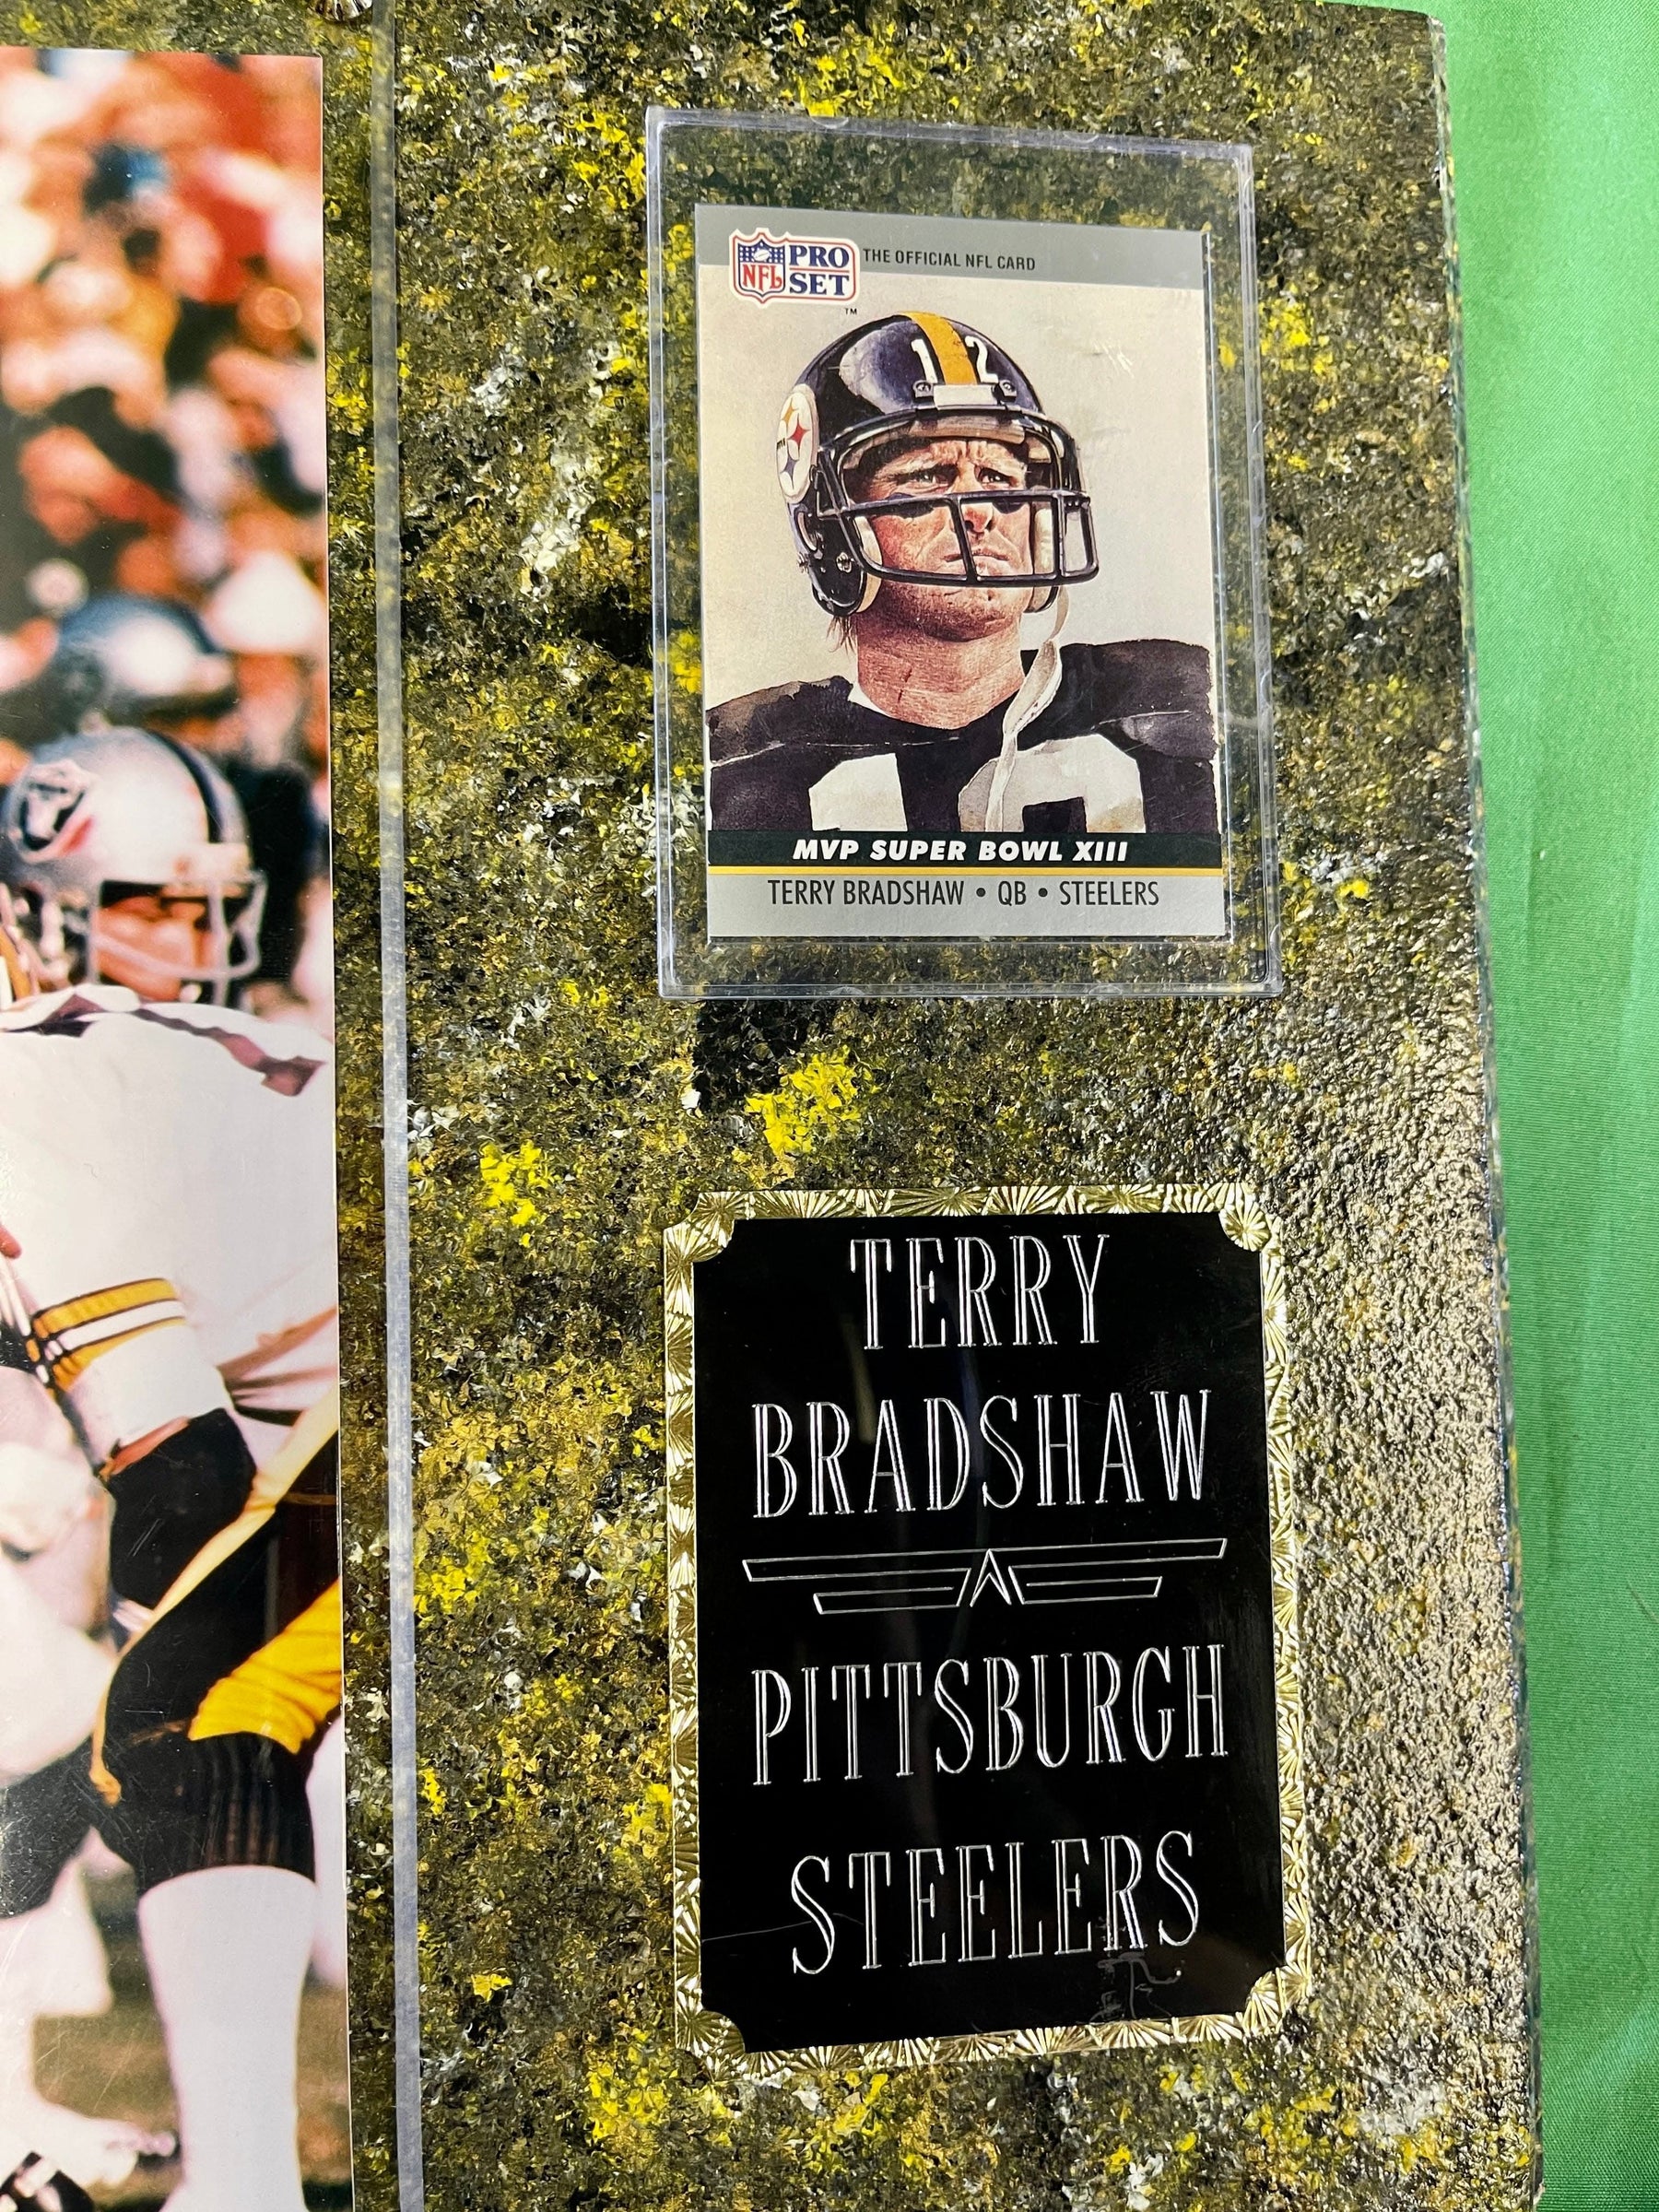 NFL PRO SET THE OFFICIAL NFL CARD
TM
12
MVP SUPER BOWL XIII
TERRY BRADSHAW • QB • STEELERS
TERRY
BRADSHAW
PITTSBURGH
STEELERS